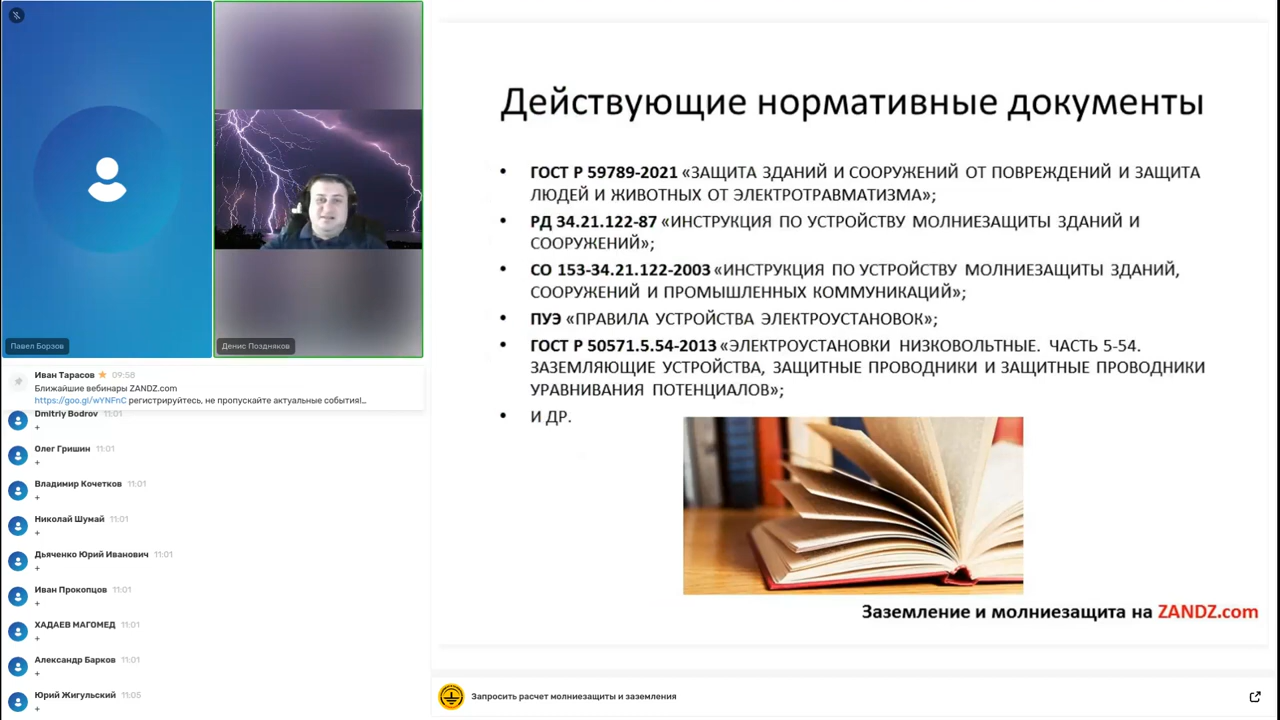 Павел Борзов
Денис Поздняков
Иван Тарасов 09:58
Ближайшие вебинары ZANDZ.com
https://goo.gl/wYNFnC регистрируйтесь, не пропускайте актуальные события!…
Dmitriy Bodrov 11:01
+
Олег Гришин 11:01
+
Владимир Кочетков 11:01
+
Николай Шумай 11:01
+
Дьяченко Юрий Иванович 11:01
+
Иван Прокопцов 11:01
+
ХАДАЕВ МАГОМЕД 11:01
+
Александр Барков 11:01
+
Юрий Жигульский 11:05
+
Действующие нормативные документы
• ГОСТ Р 59789-2021 «ЗАЩИТА ЗДАНИЙ И СООРУЖЕНИЙ ОТ ПОВРЕЖДЕНИЙ И ЗАЩИТА
ЛЮДЕЙ И ЖИВОТНЫХ ОТ ЭЛЕКТРОТРАВМАТИЗМА»;
• РД 34.21.122-87 «ИНСТРУКЦИЯ ПО УСТРОЙСТВУ МОЛНИЕЗАЩИТЫ ЗДАНИЙ И
СООРУЖЕНИЙ»;
• СО 153-34.21.122-2003 «ИНСТРУКЦИЯ ПО УСТРОЙСТВУ МОЛНИЕЗАЩИТЫ ЗДАНИЙ,
СООРУЖЕНИЙ И ПРОМЫШЛЕННЫХ КОММУНИКАЦИЙ»;
• ПУЭ «ПРАВИЛА УСТРОЙСТВА ЭЛЕКТРОУСТАНОВОК»;
• ГОСТ Р 50571.5.54-2013 «ЭЛЕКТРОУСТАНОВКИ НИЗКОВОЛЬТНЫЕ. ЧАСТЬ 5-54.
ЗАЗЕМЛЯЮЩИЕ УСТРОЙСТВА, ЗАЩИТНЫЕ ПРОВОДНИКИ И ЗАЩИТНЫЕ ПРОВОДНИКИ
УРАВНИВАНИЯ ПОТЕНЦИАЛОВ»;
• И ДР.
Заземление и молниезащита на ZANDZ.com
Запросить расчет молниезащиты и заземления